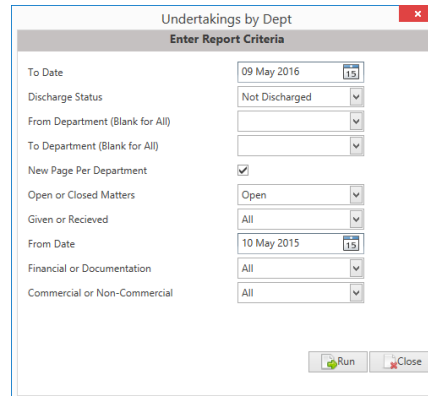 Undertakings by Dept
Enter Report Criteria
To Date 09 May 2016 15
Discharge Status Not Discharged
From Department (Blank for All)
To Department (Blank for All)
New Page Per Department
Open or Closed Matters Open
Given or Recieved All
From Date 10 May 2015 15
Financial or Documentation All
Commercial or Non-Commercial All
Run Close